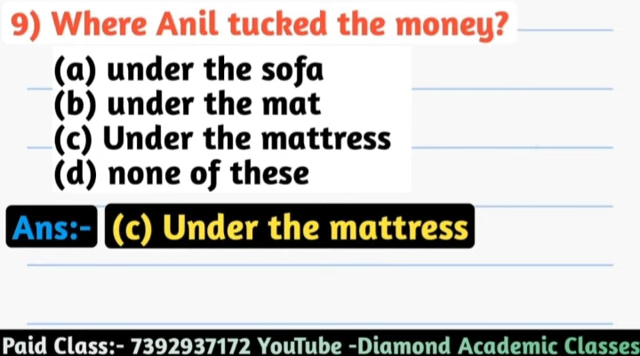 9) Where Anil tucked the money?
(a) under the sofa
(b) under the mat
(c) Under the mattress
(d) none of these
Ans:- (c) Under the mattress
Paid Class:- 7392937172 YouTube -Diamond Academic Classes